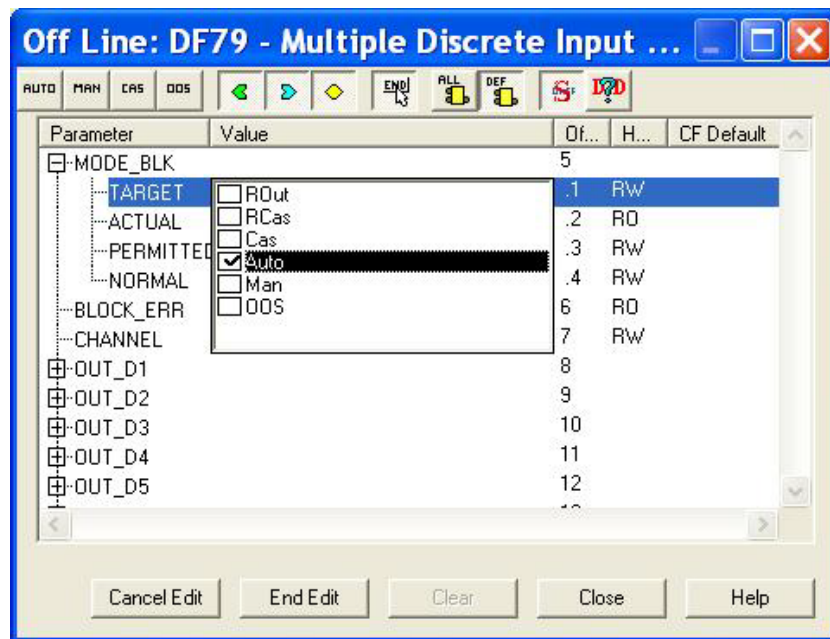 Off Line: DF79 - Multiple Discrete Input ...
AUTO MAN CAS OOS END ALL DEF
Parameter Value Of... H... CF Default
MODE_BLK 5
TARGET .1 RW
ROut
RCas
ACTUAL .2 RO
Cas
PERMITTED .3 RW
Auto
NORMAL .4 RW
Man
BLOCK_ERR 6 RO
OOS
CHANNEL 7 RW
OUT_D1 8
OUT_D2 9
OUT_D3 10
OUT_D4 11
OUT_D5 12
Cancel Edit End Edit Clear Close Help